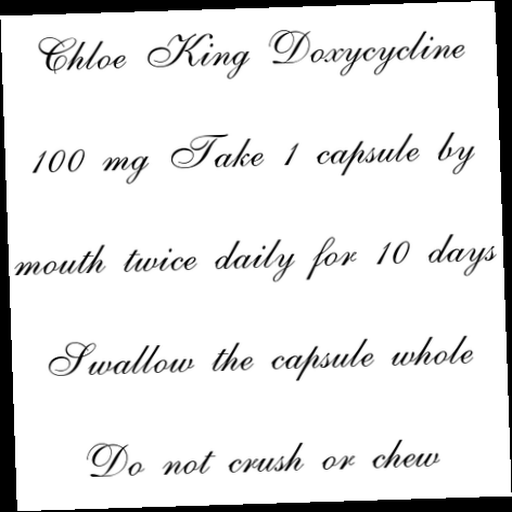 Chloe King Doxycycline
100 mg Take 1 capsule by
mouth twice daily for 10 days
Swallow the capsule whole
Do not crush or chew